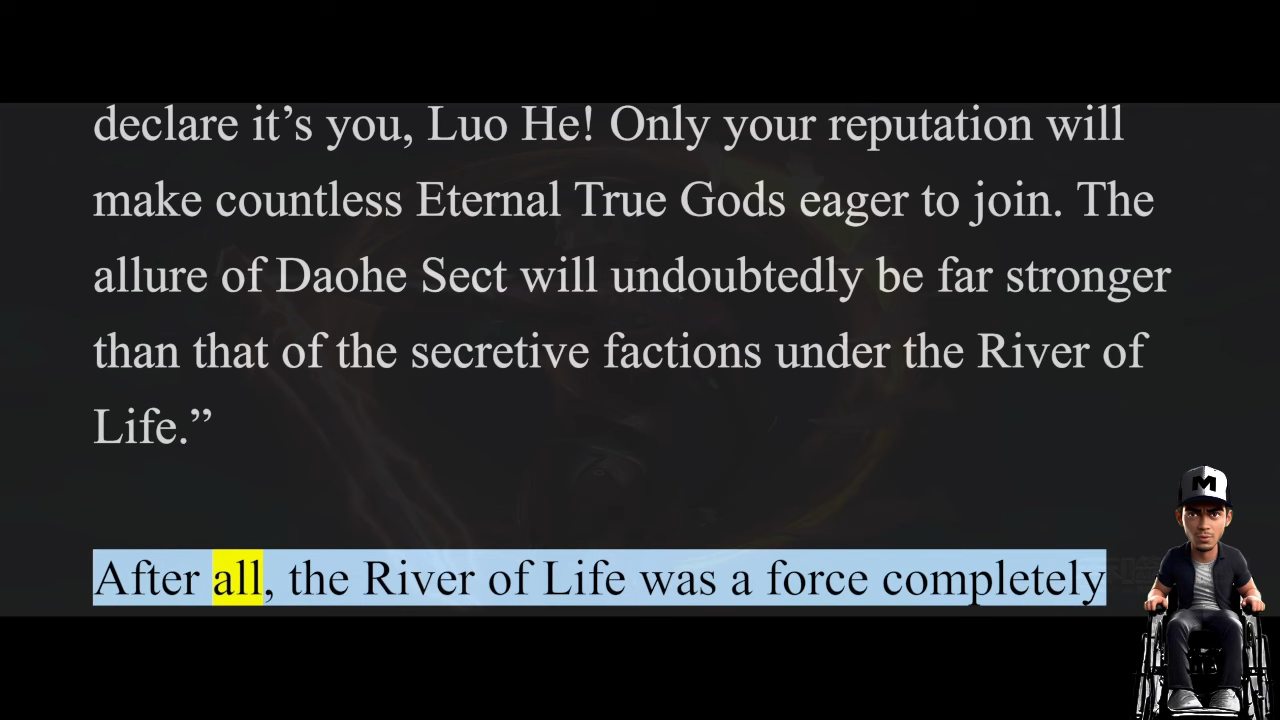 declare it’s you, Luo He! Only your reputation will
make countless Eternal True Gods eager to join. The
allure of Daohe Sect will undoubtedly be far stronger
than that of the secretive factions under the River of
Life.”
After all, the River of Life was a force completely
M